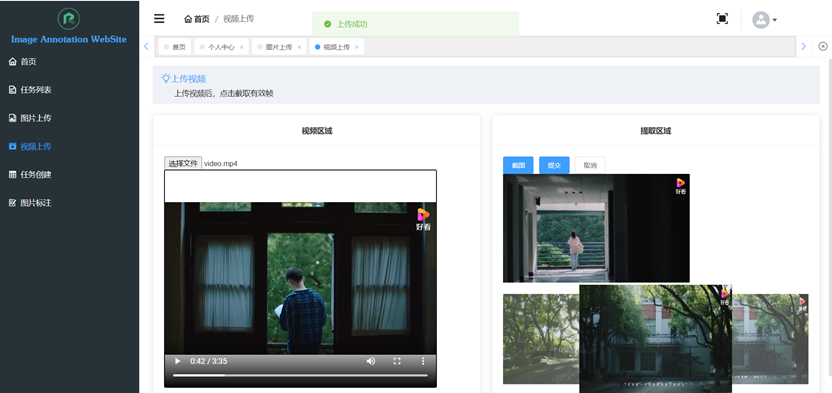 Image Annotation WebSite
首页
任务列表
图片上传
视频上传
任务创建
图片标注
首页 / 视频上传
上传成功
首页
个人中心 ×
图片上传 ×
视频上传 ×
上传视频
上传视频后，点击截取有效帧
视频区域
选择文件 video.mp4
好看
0:42 / 3:35
提取区域
截图
提交
取消
好看
好看